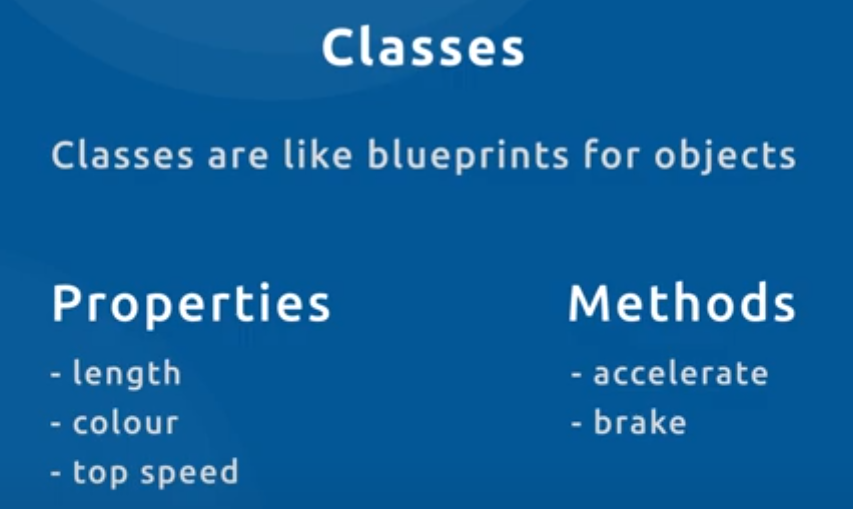 Classes
Classes are like blueprints for objects
Properties
- length
- colour
- top speed
Methods
- accelerate
- brake